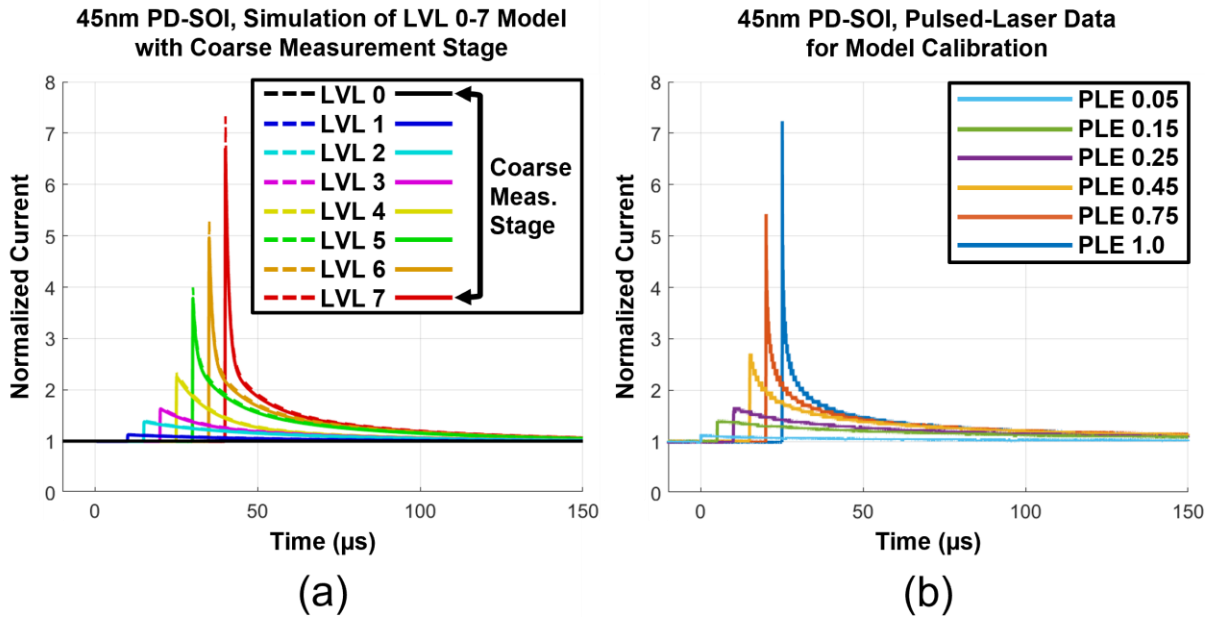 45nm PD-SOI, Simulation of LVL 0-7 Model
with Coarse Measurement Stage
8
7
6
5
4
3
2
1
0
Normalized Current
LVL 0
LVL 1
LVL 2
LVL 3
LVL 4
LVL 5
LVL 6
LVL 7
Coarse
Meas.
Stage
0
50
100
150
Time (µs)
(a)
45nm PD-SOI, Pulsed-Laser Data
for Model Calibration
8
7
6
5
4
3
2
1
0
Normalized Current
PLE 0.05
PLE 0.15
PLE 0.25
PLE 0.45
PLE 0.75
PLE 1.0
0
50
100
150
Time (µs)
(b)